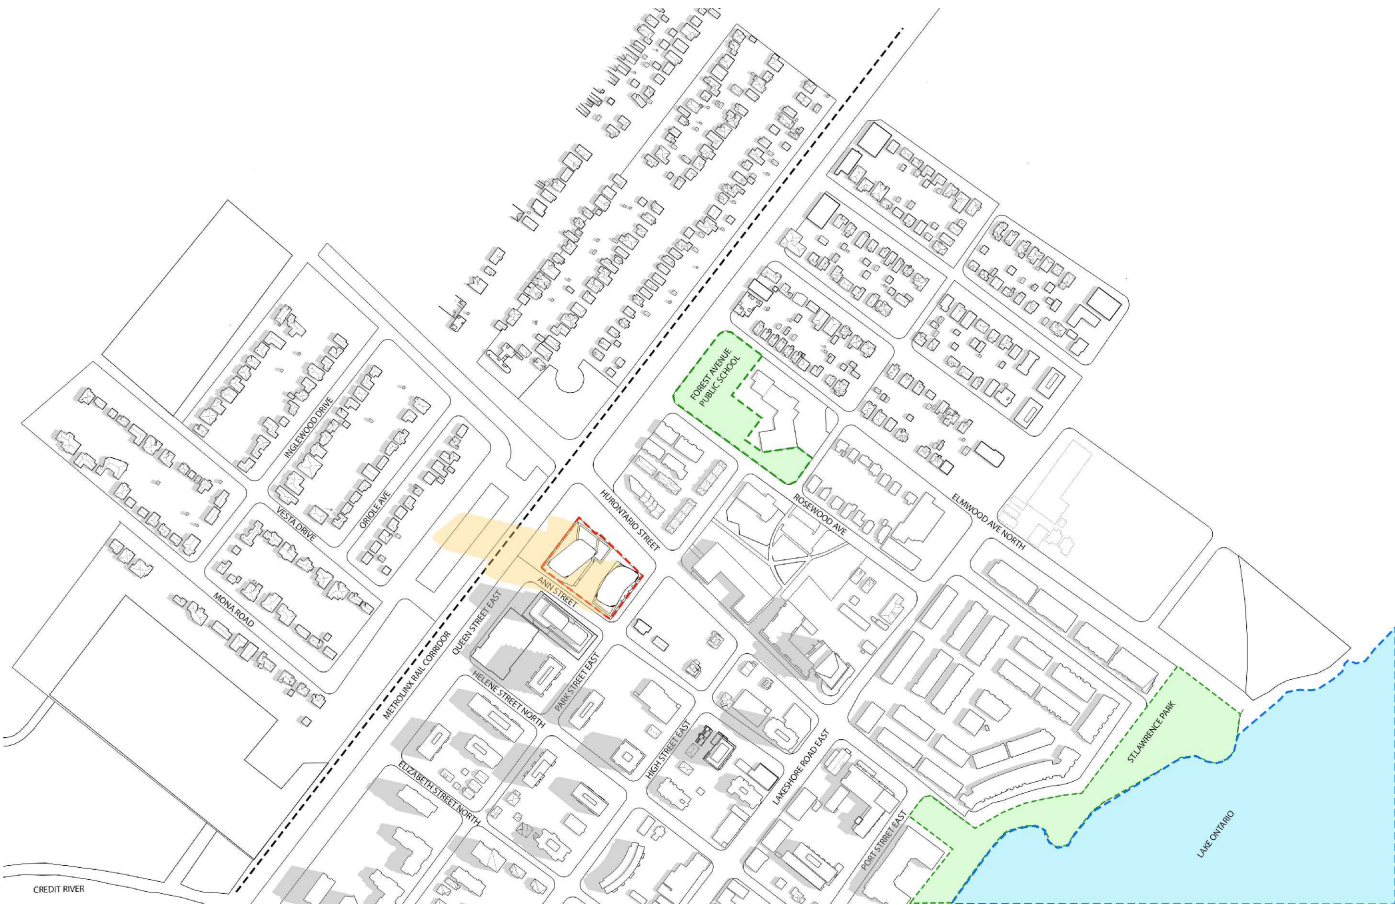 FOREST AVENUE
PUBLIC SCHOOL
INGLEWOOD DRIVE
ORIOLE AVE
VESTA DRIVE
HURONTARIO STREET
ROSEWOOD AVE
ELMWOOD AVE NORTH
ANN STREET
MONA ROAD
QUEEN STREET EAST
METROLINX RAIL CORRIDOR
HELENE STREET NORTH
PARK STREET EAST
HIGH STREET EAST
ELIZABETH STREET NORTH
LAKESHORE ROAD EAST
ST.LAWRENCE PARK
PORT STRRET EAST
LAKE ONTARIO
CREDIT RIVER